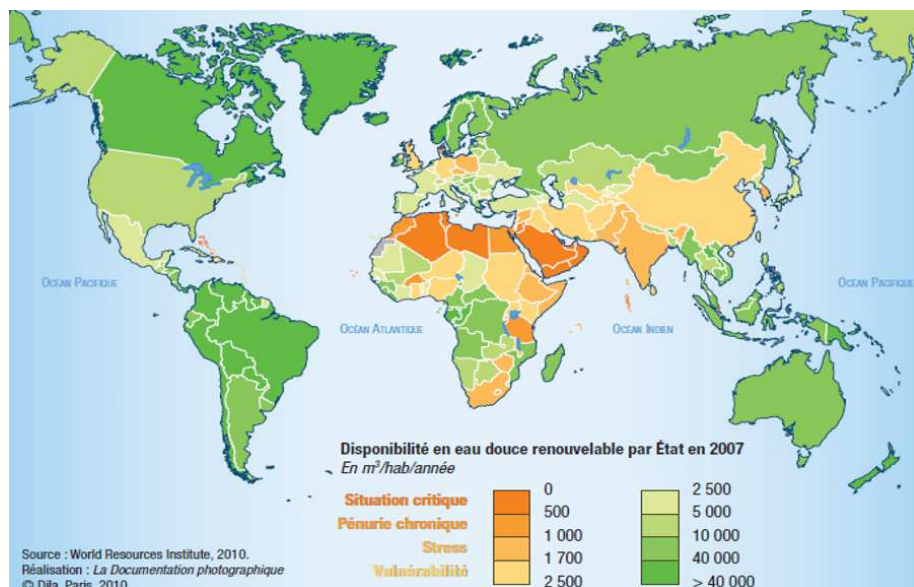 OCÉAN PACIFIQUE
OCÉAN ATLANTIQUE
OCÉAN INDIEN
OCÉAN PACIFIQUE
Disponibilité en eau douce renouvelable par État en 2007
En m³/hab/année
Situation critique
Pénurie chronique
Stress
Vulnérabilité
0
500
1 000
1 700
2 500
2 500
5 000
10 000
40 000
> 40 000
Source : World Resources Institute, 2010.
Réalisation : La Documentation photographique
© Dila, Paris, 2010